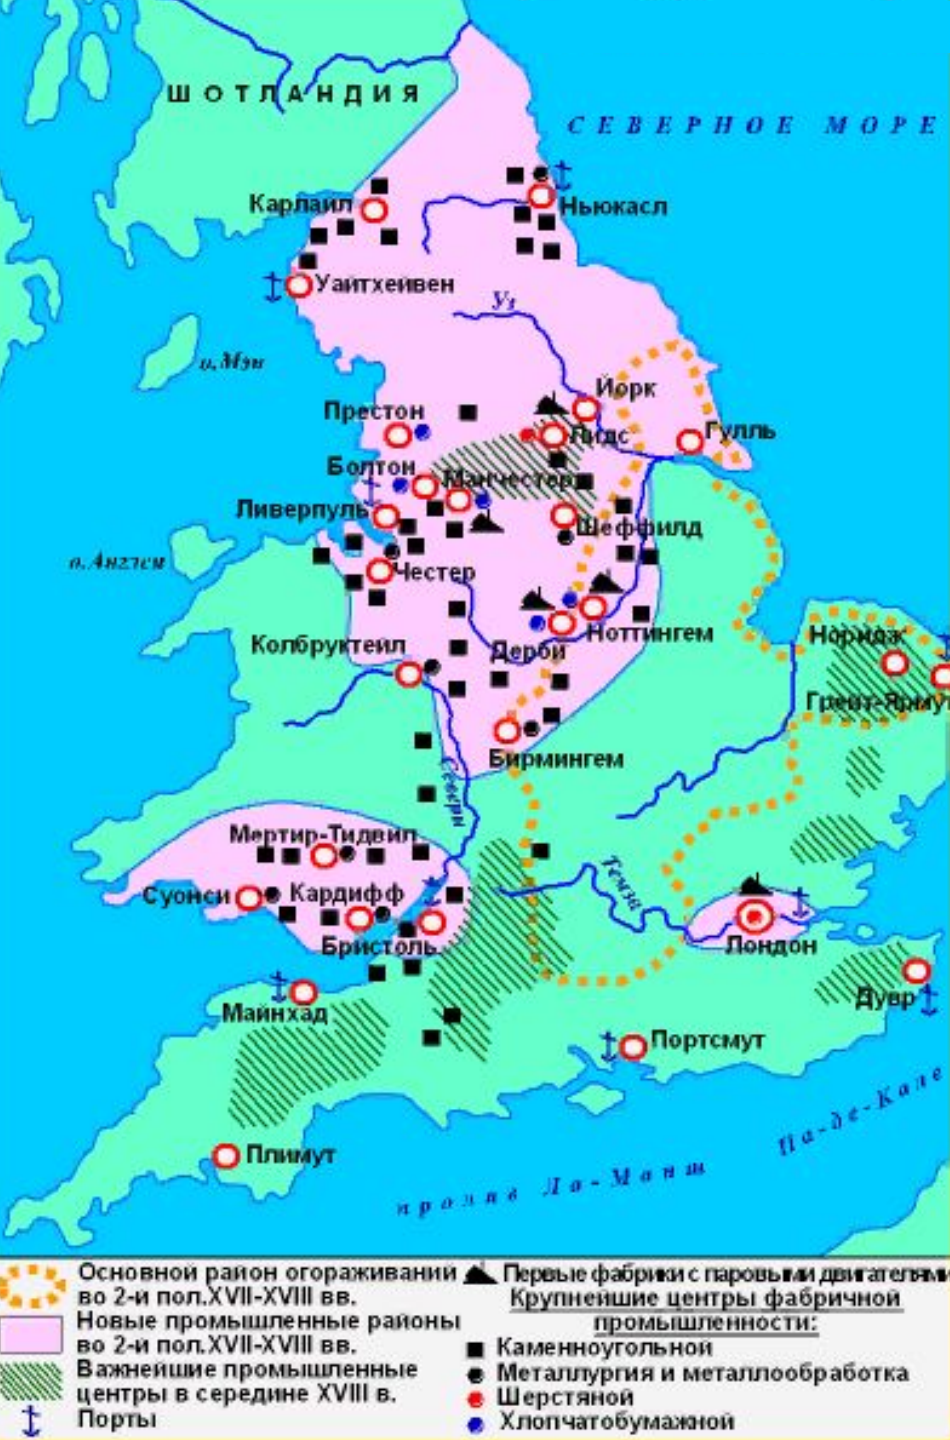 ШОТЛАНДИЯ
СЕВЕРНОЕ МОРЕ
Карлаил
Ньюкасл
Уайтхейвен
Уз
о.Мэн
Йорк
Престон
Лидс
Гулль
Болтон
Манчестер
Ливерпуль
Шеффилд
о.Англси
Честер
Колбруктейл
Ноттингем
Дерби
Норидж
Грейт-Ярмут
Бирмингем
Северн
Мертир-Тидвил
Темза
Суонси
Кардифф
Бристоль
Лондон
Майнхад
Дувр
Портсмут
Па-де-Кале
Плимут
пролив Ла-Манш
Основной район огораживаний
во 2-й пол.XVII-XVIII вв.
Новые промышленные районы
во 2-й пол.XVII-XVIII вв.
Важнейшие промышленные
центры в середине XVIII в.
Порты
Первые фабрики с паровыми двигателями
Крупнейшие центры фабричной
промышленности:
Каменноугольной
Металлургия и металлообработка
Шерстяной
Хлопчатобумажной